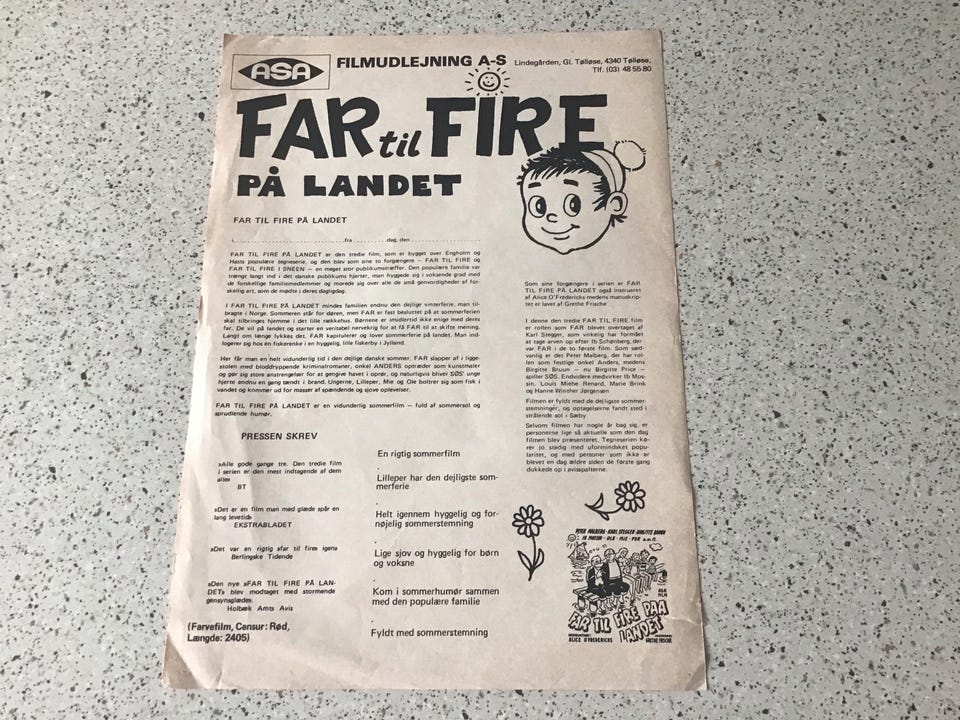 ASA
FILMUDLEJNING A-S
Lindegården, Gl. Tølløse, 4340 Tølløse,
Tlf. (03) 48 55 80
FAR til FIRE
PÅ LANDET
FAR TIL FIRE PÅ LANDET
i, fra dag, den
FAR TIL FIRE PÅ LANDET er den tredie film, som er bygget over Engholm og
Hasts populære tegneserie, og den blev som sine to forgængere – FAR TIL FIRE og
FAR TIL FIRE I SNEEN – en meget stor publikumstræffer. Den populære familie var
trængt langt ind i det danske publikums hjerter, man hyggede sig i voksende grad med
de forskellige familiemedlemmer og morede sig over alle de små genvordigheder af for-
skellig art, som de mødte i deres dagligdag.
I FAR TIL FIRE PÅ LANDET mindes familien endnu den dejlige vinterferie, man til-
bragte i Norge. Sommeren står for døren, men FAR er fast besluttet på at sommerferien
skal tilbringes hjemme i det lille rækkehus. Børnene er imidlertid ikke enige med deres
far. De vil på landet og starter en veritabel nervekrig for at få FAR til at skifte mening.
Langt om længe lykkes det. FAR kapitulerer og lover sommerferie på landet. Man ind-
logerer sig hos en fiskerenke i en hyggelig, lille fiskerby i Jylland.
Her får man en helt vidunderlig tid i den dejlige danske sommer. FAR slapper af i ligge-
stolen med bloddryppende kriminalromaner, onkel ANDERS optræder som kunstmaler
og gør sig store anstrengelser for at gengive havet i oprør, og naturligvis bliver SØS' unge
hjerte endnu en gang tændt i brand. Ungerne, Lilleper, Mie og Ole boltrer sig som fisk i
vandet og kommer ud for masser af spændende og sjove oplevelser.
FAR TIL FIRE PÅ LANDET er en vidunderlig sommerfilm – fuld af sommersol og
sprudlende humør.
Som sine forgængere i serien er FAR
TIL FIRE PÅ LANDET også instrueret
af Alice O'Fredericks medens manuskrip-
tet er lavet af Grethe Frische
I denne den tredie FAR TIL FIRE film
er rollen som FAR blevet overtaget af
Karl Stegger, som virkelig har formået
at tage arven op efter Ib Schønberg, der
var FAR i de to første film. Som sæd-
vanlig er det Peter Malberg, der har rol-
len som festlige onkel Anders, medens
Birgitte Bruun – nu Birgitte Price –
spiller SØS. Endvidere medvirker Ib Mos-
sin, Louis Miehe Renard, Marie Brink
og Hanne Winther Jørgensen
Filmen er fyldt med de dejligste sommer-
stemninger, og optagelserne fandt sted i
strålende sol i Sæby
Selvom filmen har nogle år bag sig, er
personerne lige så aktuelle som den dag
filmen blev præsenteret. Tegneserien kø-
rer jo stedig med uformindsket popu-
laritet, og med personer som ikke er
blevet en dag ældre siden de første gang
dukkede op i avisspalterne.
PRESSEN SKREV
»Alle gode gange tre. Den tredie film
i serien er den mest indtagende af dem
alle«
BT
»Det er en film man med glæde spår en
lang levetid«
EKSTRABLADET
»Det var en rigtig »far til fire« igen«
Berlingske Tidende
»Den nye »FAR TIL FIRE PÅ LAN-
DET« blev modtaget med stormende
gensynsglæde«.
Holbæk Amts Avis
(Farvefilm, Censur: Rød,
Længde: 2405)
En rigtig sommerfilm
Lilleper har den dejligste som-
merferie
Helt igennem hyggelig og for-
nøjelig sommerstemning
Lige sjov og hyggelig for børn
og voksne
Kom i sommerhumør sammen
med den populære familie
Fyldt med sommerstemning
PETER MALBERG · KARL STEGGER · BIRGITTE BRUUN
IB MOSSIN · OLE · MIE · PER o.m.fl.
ASA
FILM
FAR TIL FIRE PAA
LANDET
ALICE O'FREDERICKS
GRETHE FRISCHE